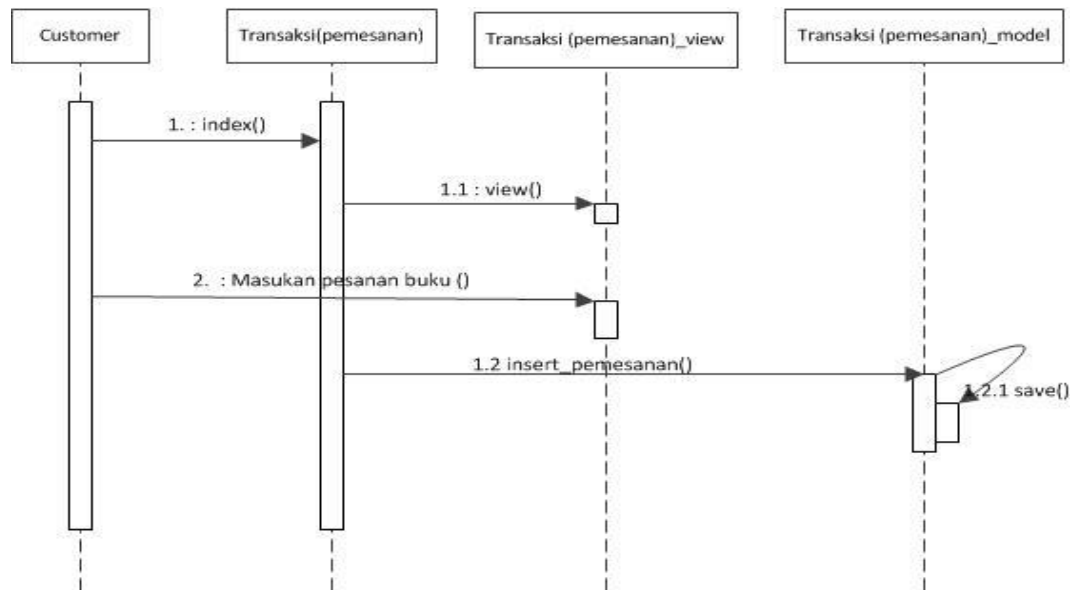 Customer
Transaksi(pemesanan)
Transaksi (pemesanan)_view
Transaksi (pemesanan)_model
1. : index()
1.1 : view()
2. : Masukan pesanan buku ()
1.2 insert_pemesanan()
1.2.1 save()